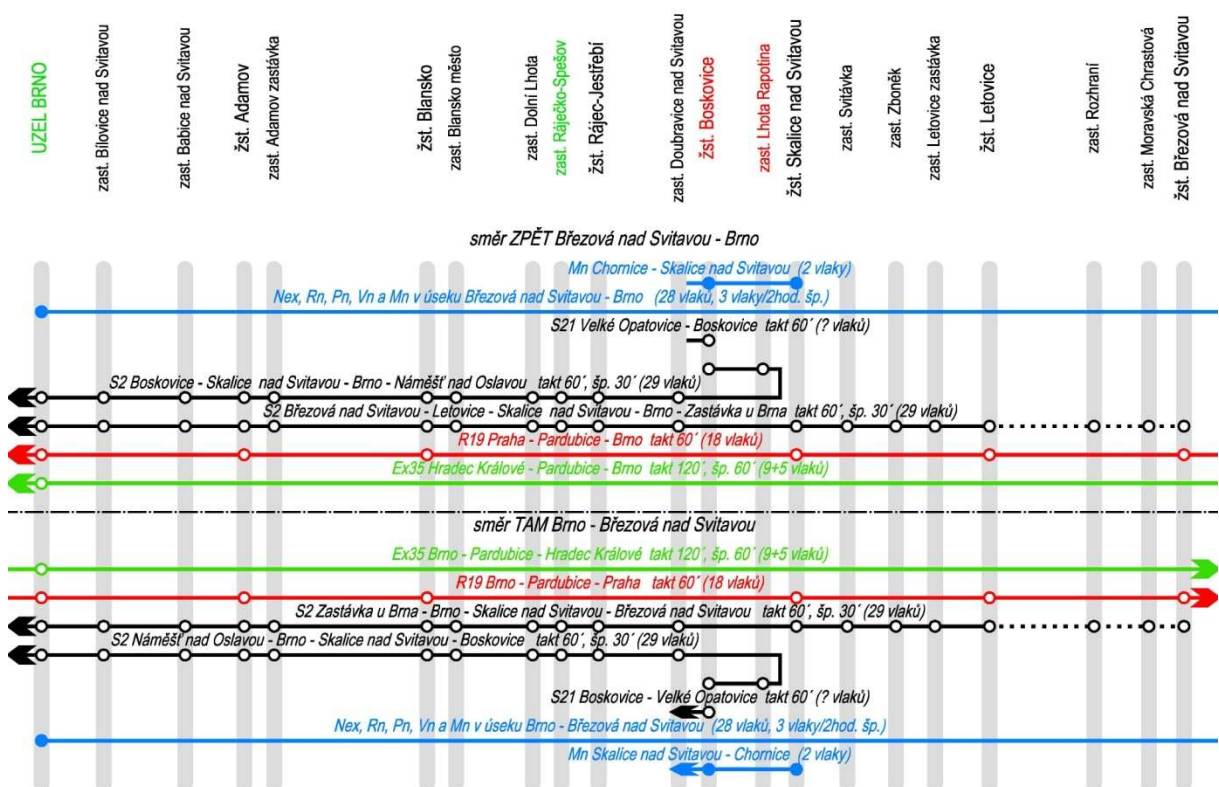 UZEL BRNO
zast. Bílovice nad Svitavou
zast. Babice nad Svitavou
žst. Adamov
zast. Adamov zastávka
žst. Blansko
zast. Blansko město
zast. Dolní Lhota
zast. Ráječko-Spešov
žst. Rájec-Jestřebí
zast. Doubravice nad Svitavou
žst. Boskovice
zast. Lhota Rapotina
žst. Skalice nad Svitavou
zast. Svitávka
zast. Zboněk
zast. Letovice zastávka
žst. Letovice
zast. Rozhraní
zast. Moravská Chrastová
žst. Březová nad Svitavou
směr ZPĚT Březová nad Svitavou - Brno
Mn Chornice - Skalice nad Svitavou (2 vlaky)
Nex, Rn, Pn, Vn a Mn v úseku Březová nad Svitavou - Brno (28 vlaků, 3 vlaky/2hod. šp.)
S21 Velké Opatovice - Boskovice takt 60´ (? vlaků)
S2 Boskovice - Skalice nad Svitavou - Brno - Náměšť nad Oslavou takt 60´, šp. 30´ (29 vlaků)
S2 Březová nad Svitavou - Letovice - Skalice nad Svitavou - Brno - Zastávka u Brna takt 60´, šp. 30´ (29 vlaků)
R19 Praha - Pardubice - Brno takt 60´ (18 vlaků)
Ex35 Hradec Králové - Pardubice - Brno takt 120´, šp. 60´ (9+5 vlaků)
směr TAM Brno - Březová nad Svitavou
Ex35 Brno - Pardubice - Hradec Králové takt 120´, šp. 60´ (9+5 vlaků)
R19 Brno - Pardubice - Praha takt 60´ (18 vlaků)
S2 Zastávka u Brna - Brno - Skalice nad Svitavou - Březová nad Svitavou takt 60´, šp. 30´ (29 vlaků)
S2 Náměšť nad Oslavou - Brno - Skalice nad Svitavou - Boskovice takt 60´, šp. 30´ (29 vlaků)
S21 Boskovice - Velké Opatovice takt 60´ (? vlaků)
Nex, Rn, Pn, Vn a Mn v úseku Brno - Březová nad Svitavou (28 vlaků, 3 vlaky/2hod. šp.)
Mn Skalice nad Svitavou - Chornice (2 vlaky)